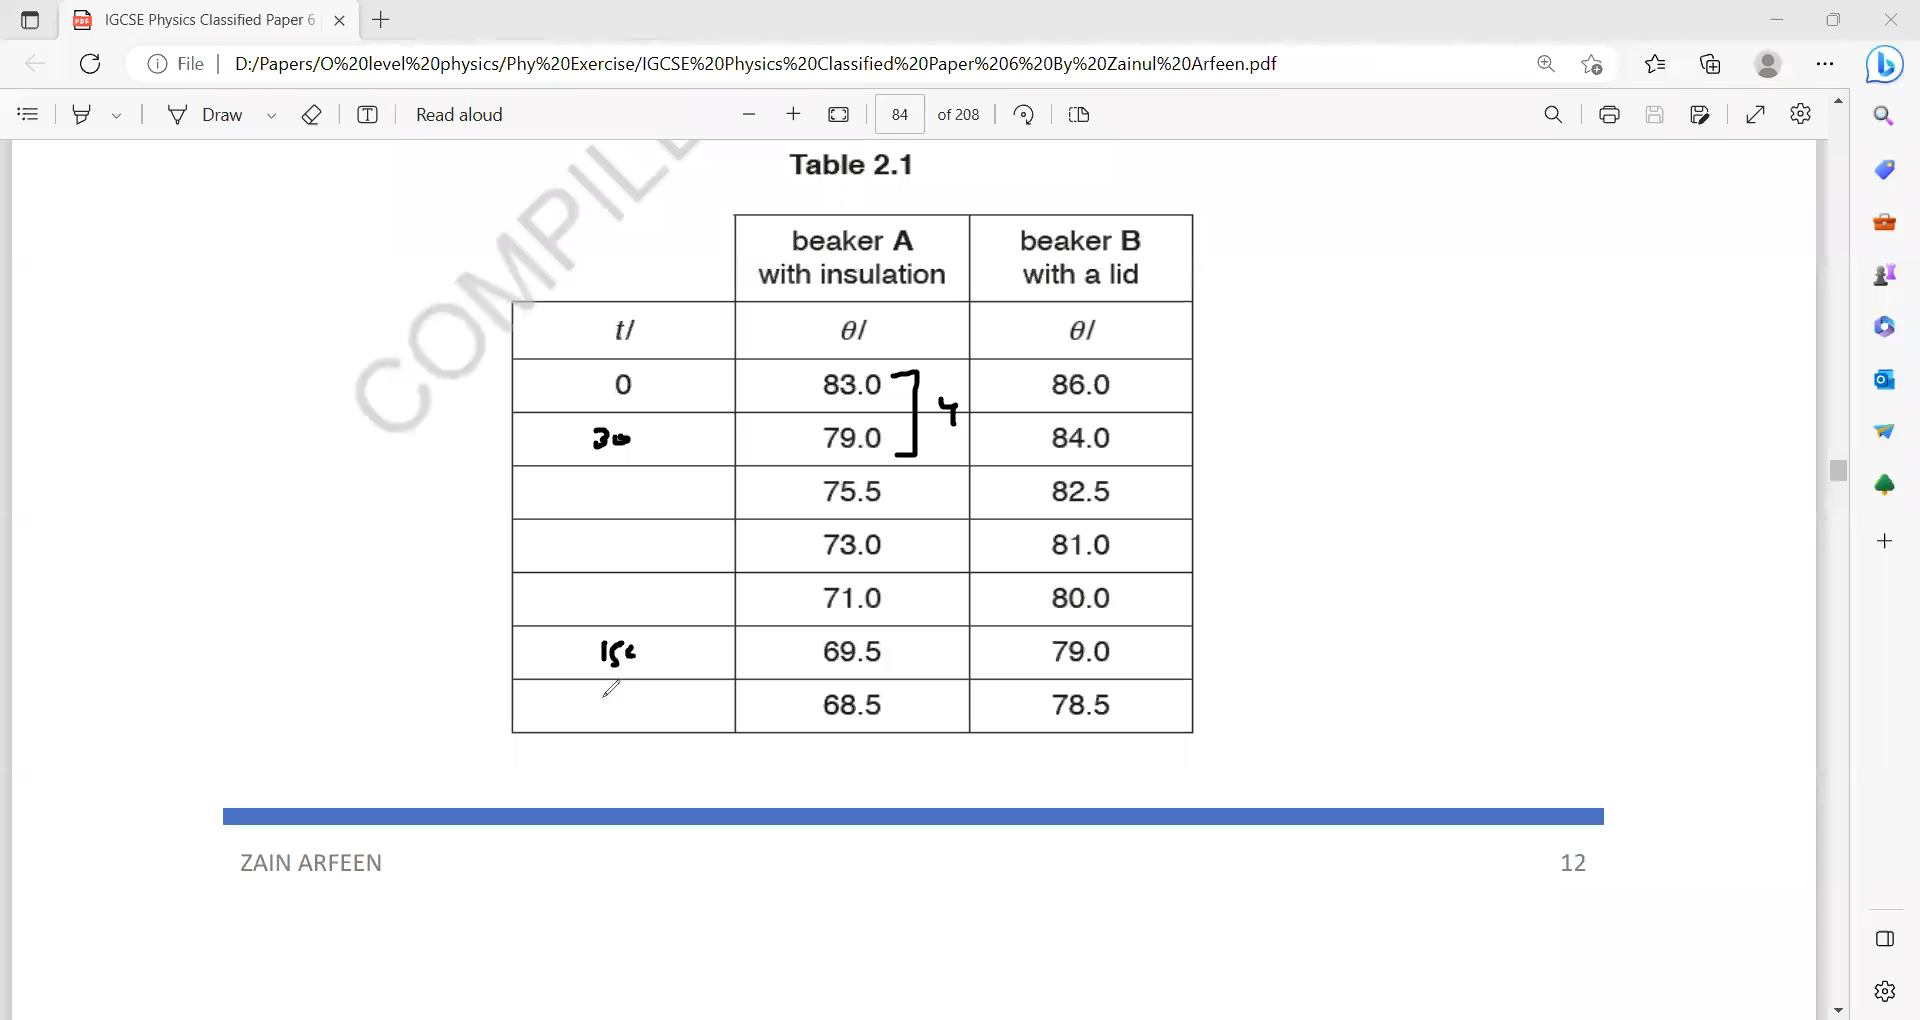 IGCSE Physics Classified Paper 6
File | D:/Papers/O%20level%20physics/Phy%20Exercise/IGCSE%20Physics%20Classified%20Paper%206%20By%20Zainul%20Arfeen.pdf
Draw
Read aloud
84 of 208
COMPILE
Table 2.1
beaker A with insulation
beaker B with a lid
t/ θ/ θ/
0 83.0 86.0
30 79.0 84.0
4
75.5 82.5
73.0 81.0
71.0 80.0
150 69.5 79.0
68.5 78.5
ZAIN ARFEEN 12